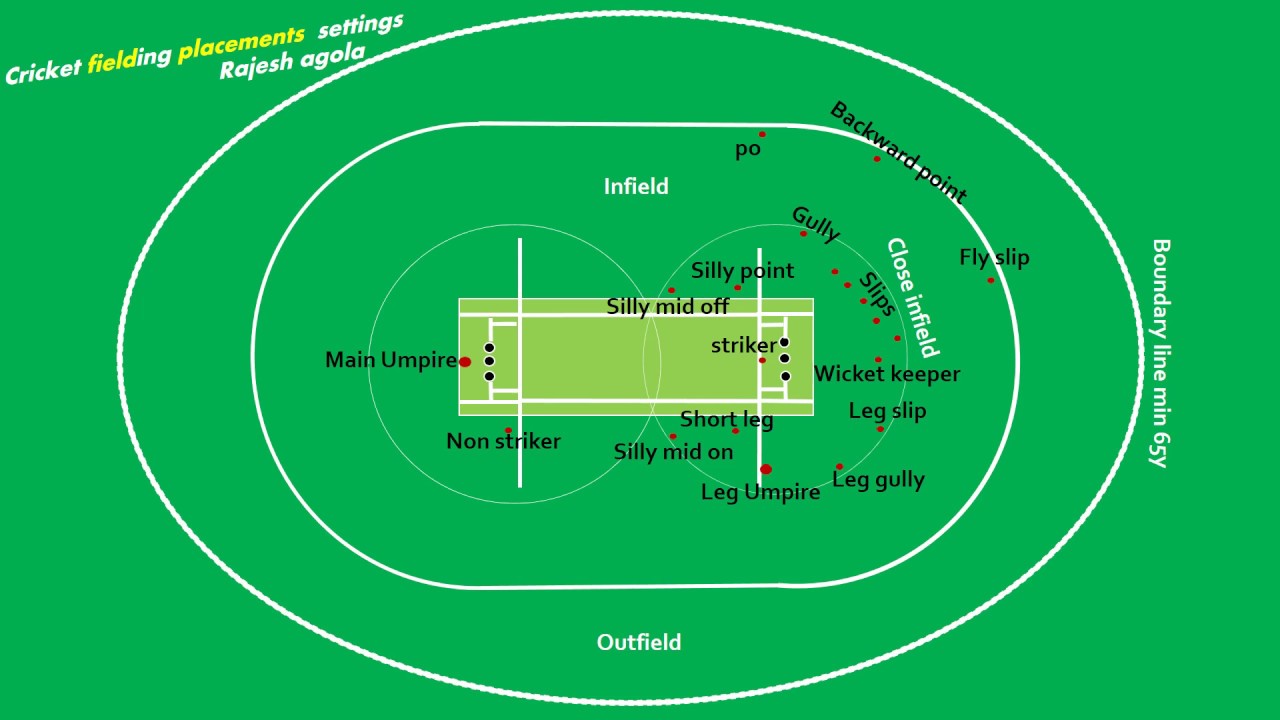 Cricket fielding placements settings
Rajesh agola
Backward point
po
Infield
Gully
Fly slip
Silly point
Slips
Close infield
Boundary line min 65y
Silly mid off
striker
Main Umpire
Wicket keeper
Leg slip
Short leg
Non striker
Silly mid on
Leg gully
Leg Umpire
Outfield